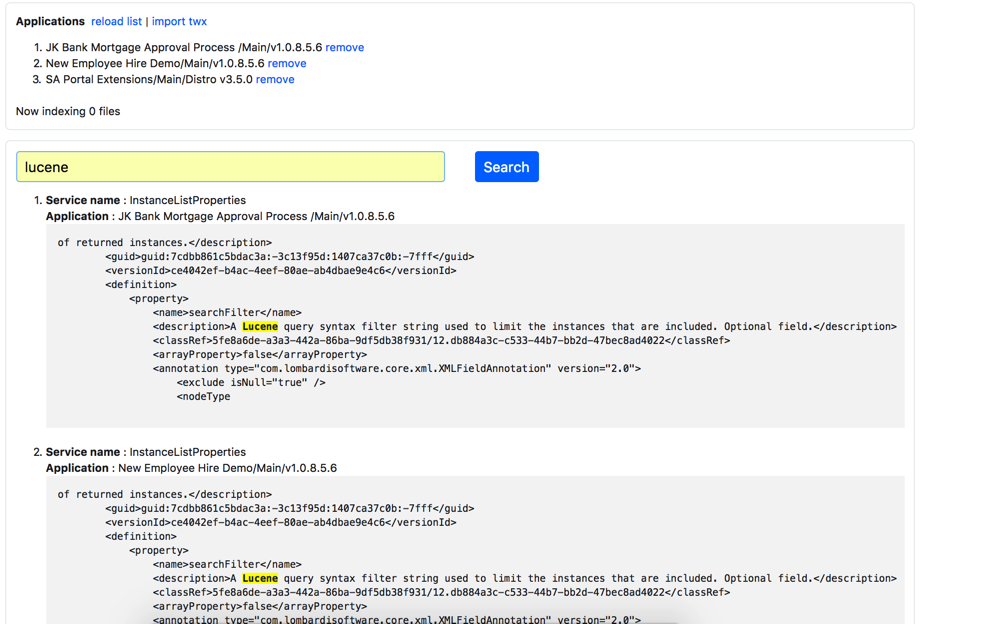 Applications reload list | import twx
1. JK Bank Mortgage Approval Process /Main/v1.0.8.5.6 remove
2. New Employee Hire Demo/Main/v1.0.8.5.6 remove
3. SA Portal Extensions/Main/Distro v3.5.0 remove
Now indexing 0 files
lucene
Search
1. Service name : InstanceListProperties
Application : JK Bank Mortgage Approval Process /Main/v1.0.8.5.6
of returned instances.</description>
<guid>guid:7cdbb861c5bdac3a:-3c13f95d:1407ca37c0b:-7fff</guid>
<versionId>ce4042ef-b4ac-4eef-80ae-ab4dbae9e4c6</versionId>
<definition>
<property>
<name>searchFilter</name>
<description>A Lucene query syntax filter string used to limit the instances that are included. Optional field.</description>
<classRef>5fe8a6de-a3a3-442a-86ba-9df5db38f931/12.db884a3c-c533-44b7-bb2d-47bec8ad4022</classRef>
<arrayProperty>false</arrayProperty>
<annotation type="com.lombardisoftware.core.xml.XMLFieldAnnotation" version="2.0">
<exclude isNull="true" />
<nodeType
2. Service name : InstanceListProperties
Application : New Employee Hire Demo/Main/v1.0.8.5.6
of returned instances.</description>
<guid>guid:7cdbb861c5bdac3a:-3c13f95d:1407ca37c0b:-7fff</guid>
<versionId>ce4042ef-b4ac-4eef-80ae-ab4dbae9e4c6</versionId>
<definition>
<property>
<name>searchFilter</name>
<description>A Lucene query syntax filter string used to limit the instances that are included. Optional field.</description>
<classRef>5fe8a6de-a3a3-442a-86ba-9df5db38f931/12.db884a3c-c533-44b7-bb2d-47bec8ad4022</classRef>
<arrayProperty>false</arrayProperty>
<annotation type="com.lombardisoftware.core.xml.XMLFieldAnnotation" version="2.0">